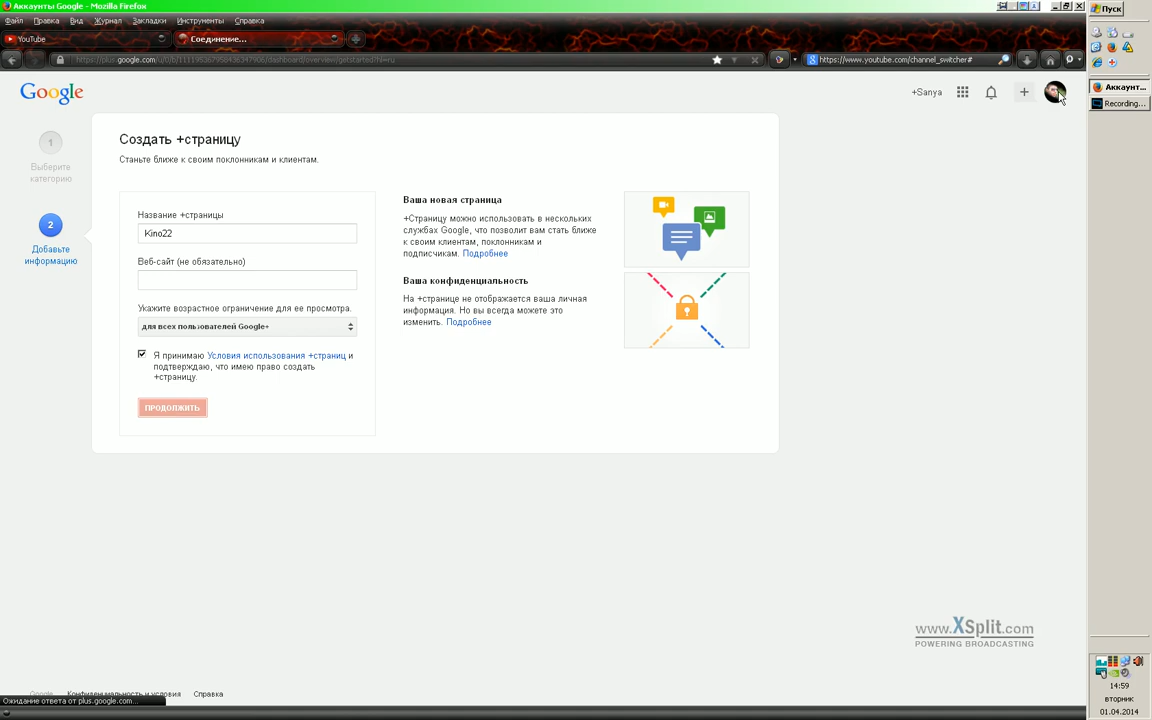 Аккаунты Google - Mozilla Firefox
Файл Правка Вид Журнал Закладки Инструменты Справка
YouTube
Соединение...
https://www.youtube.com/channel_switcher#
Google
+Sanya
1
Выберите
категорию
2
Добавьте
информацию
Создать +страницу
Станьте ближе к своим поклонникам и клиентам.
Название +страницы
Kino22
Веб-сайт (не обязательно)
Укажите возрастное ограничение для ее просмотра.
для всех пользователей Google+
Я принимаю Условия использования +страниц и
подтверждаю, что имею право создать
+страницу.
ПРОДОЛЖИТЬ
Ваша новая страница
+Страницу можно использовать в нескольких
службах Google, что позволит вам стать ближе
к своим клиентам, поклонникам и
подписчикам. Подробнее
Ваша конфиденциальность
На +странице не отображается ваша личная
информация. Но вы всегда можете это
изменить. Подробнее
www.XSplit.com
POWERING BROADCASTING
Google Конфиденциальность и условия Справка
Ожидание ответа от plus.google.com...
Пуск
Аккаунт...
Recording...
14:59
вторник
01.04.2014